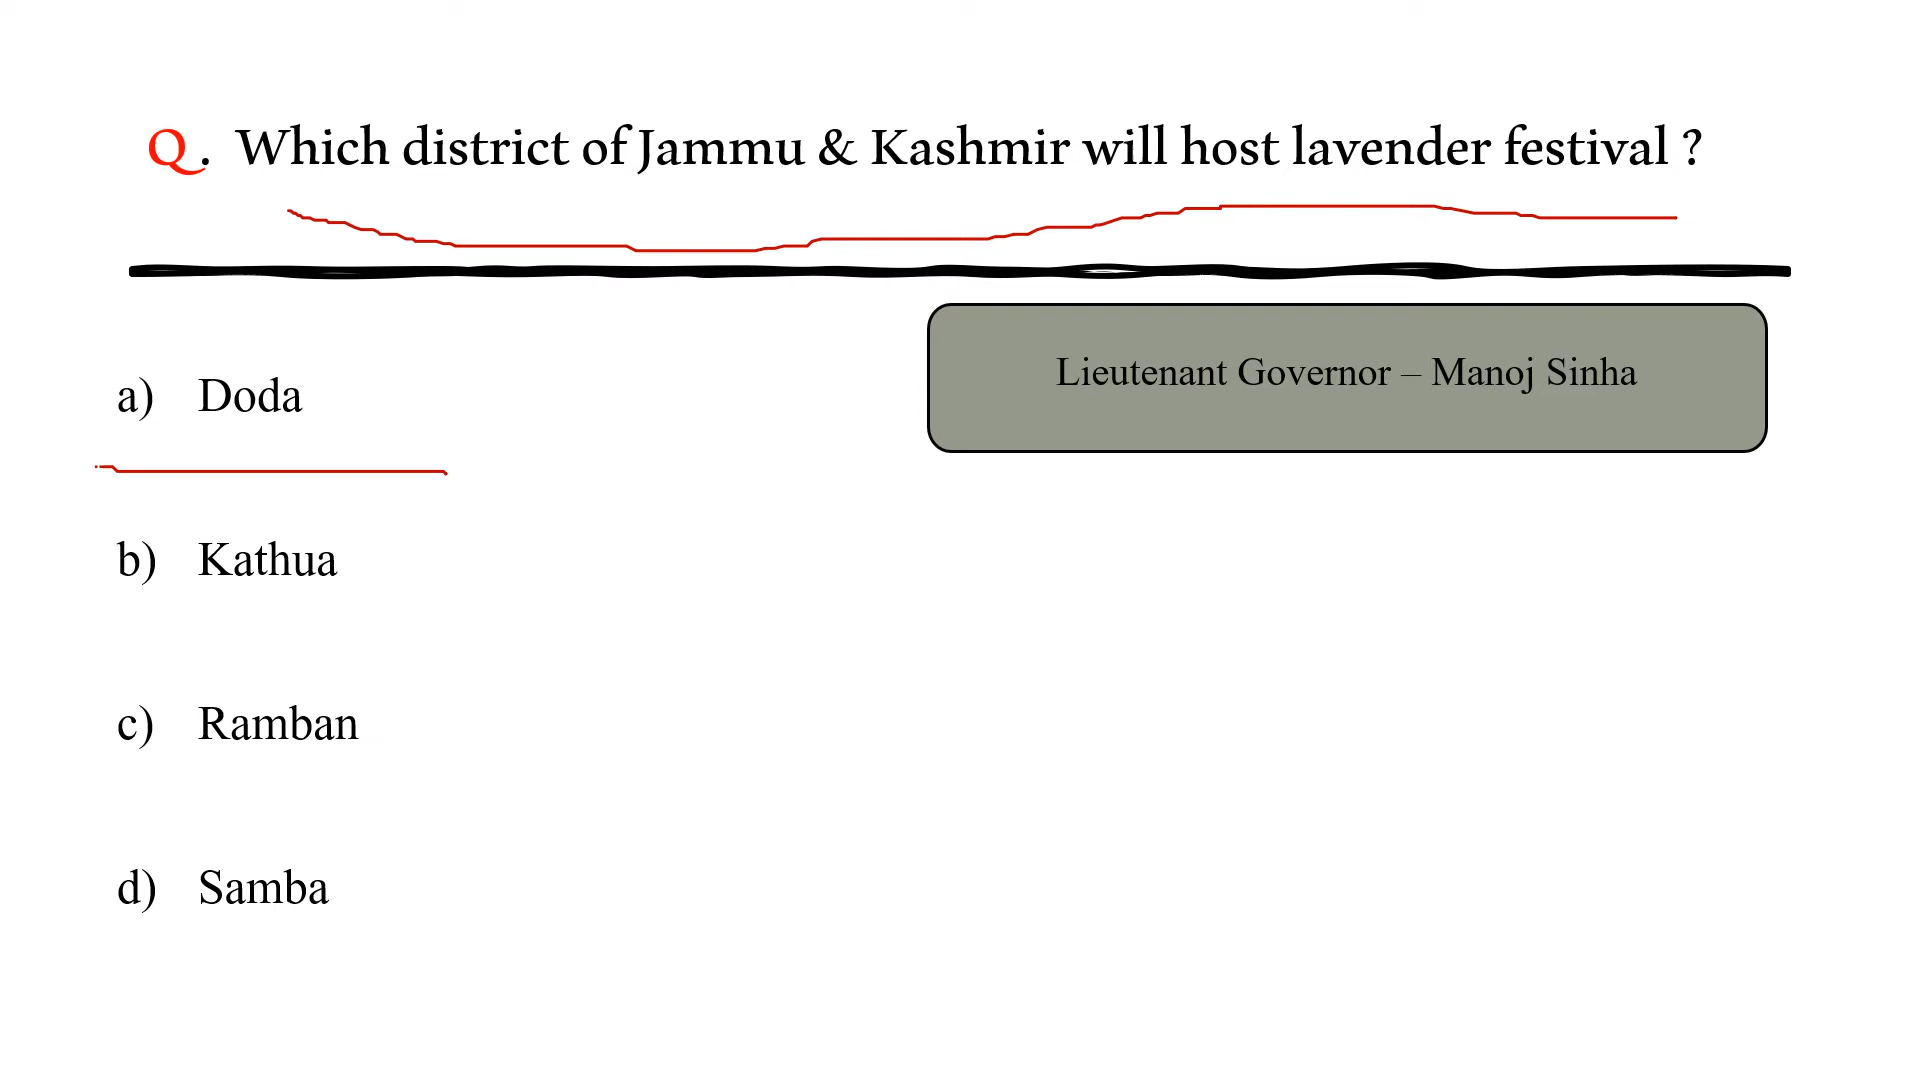 Q. Which district of Jammu & Kashmir will host lavender festival ?
Lieutenant Governor – Manoj Sinha
a) Doda
b) Kathua
c) Ramban
d) Samba